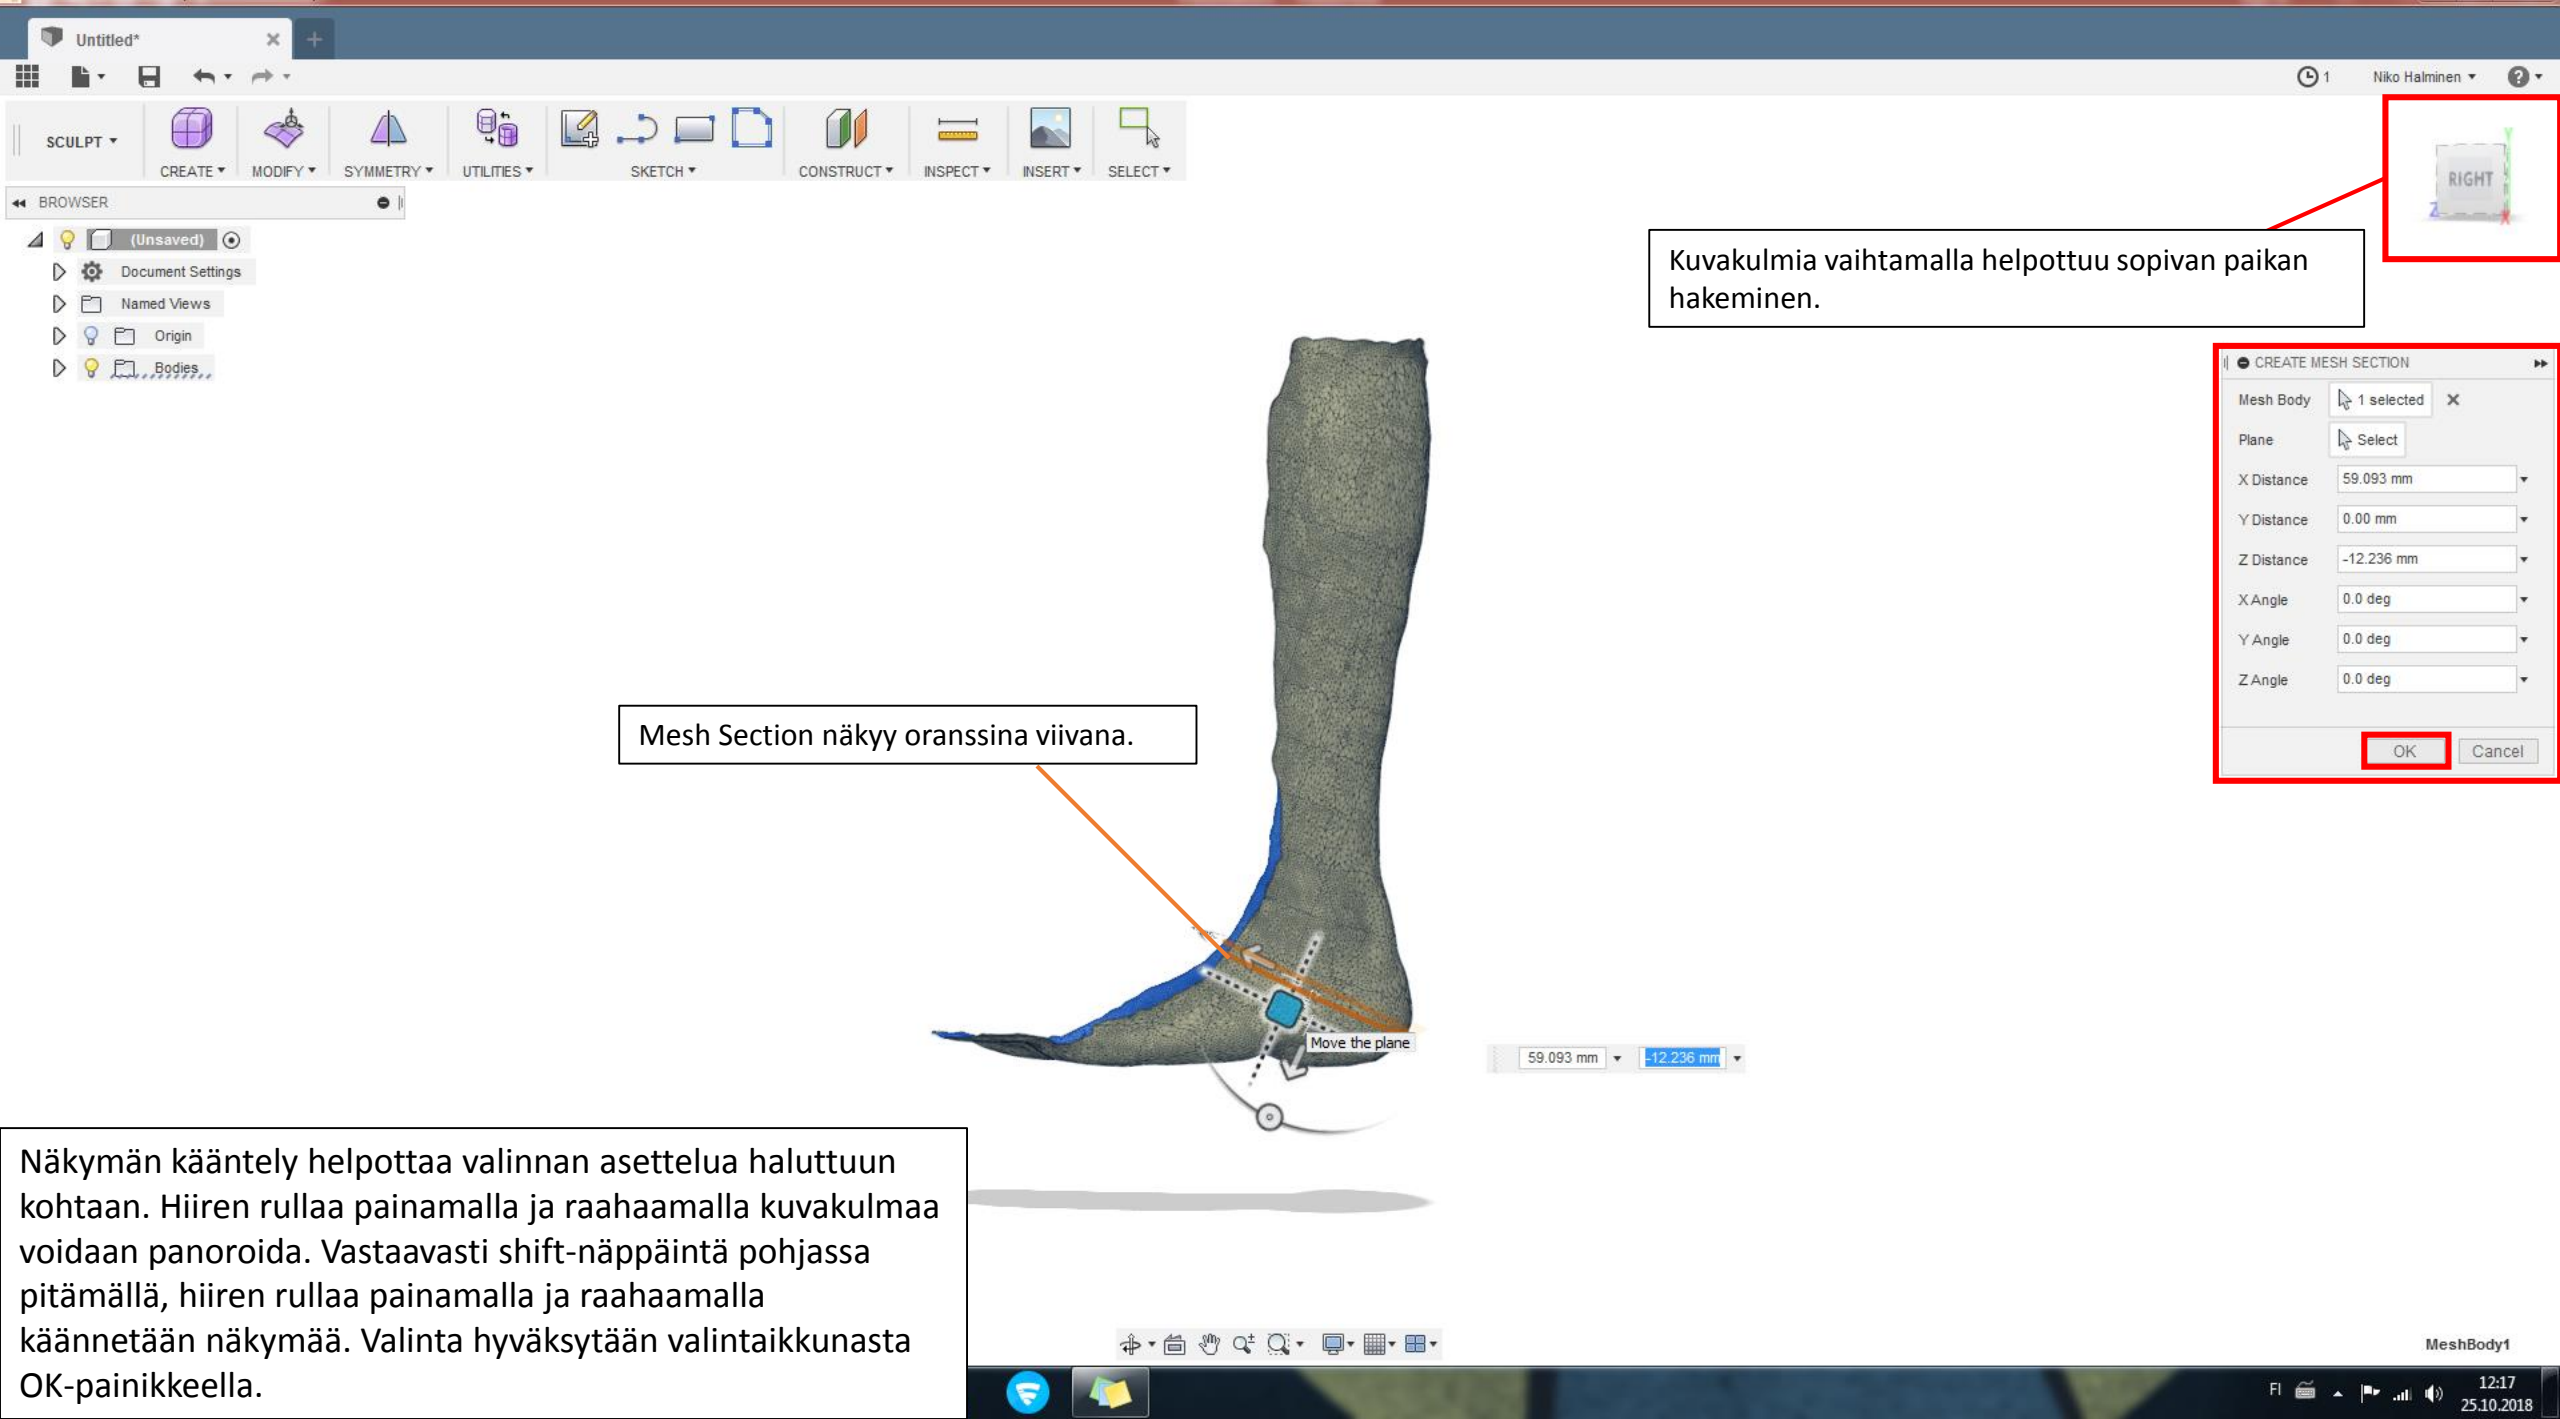 Untitled*
1 Niko Halminen
SCULPT
CREATE MODIFY SYMMETRY UTILITIES SKETCH CONSTRUCT INSPECT INSERT SELECT
BROWSER
(Unsaved)
Document Settings
Named Views
Origin
Bodies
Y
RIGHT
Z X
Kuvakulmia vaihtamalla helpottuu sopivan paikan
hakeminen.
CREATE MESH SECTION
Mesh Body 1 selected
Plane Select
X Distance 59.093 mm
Y Distance 0.00 mm
Z Distance -12.236 mm
X Angle 0.0 deg
Y Angle 0.0 deg
Z Angle 0.0 deg
OK Cancel
Mesh Section näkyy oranssina viivana.
Move the plane
59.093 mm -12.236 mm
Näkymän kääntely helpottaa valinnan asettelua haluttuun
kohtaan. Hiiren rullaa painamalla ja raahaamalla kuvakulmaa
voidaan panoroida. Vastaavasti shift-näppäintä pohjassa
pitämällä, hiiren rullaa painamalla ja raahaamalla
käännetään näkymää. Valinta hyväksytään valintaikkunasta
OK-painikkeella.
MeshBody1
FI 12:17
25.10.2018